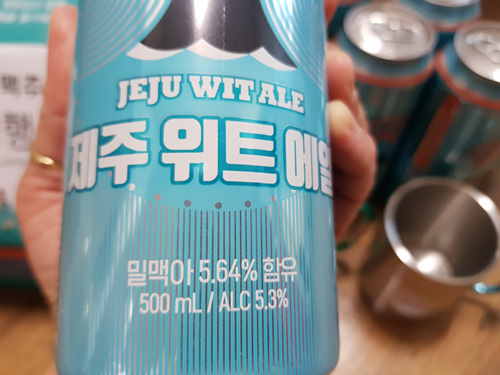 JEJU WIT ALE
제주 위트 에일
밀맥아 5.64% 함유
500 mL / ALC 5.3%